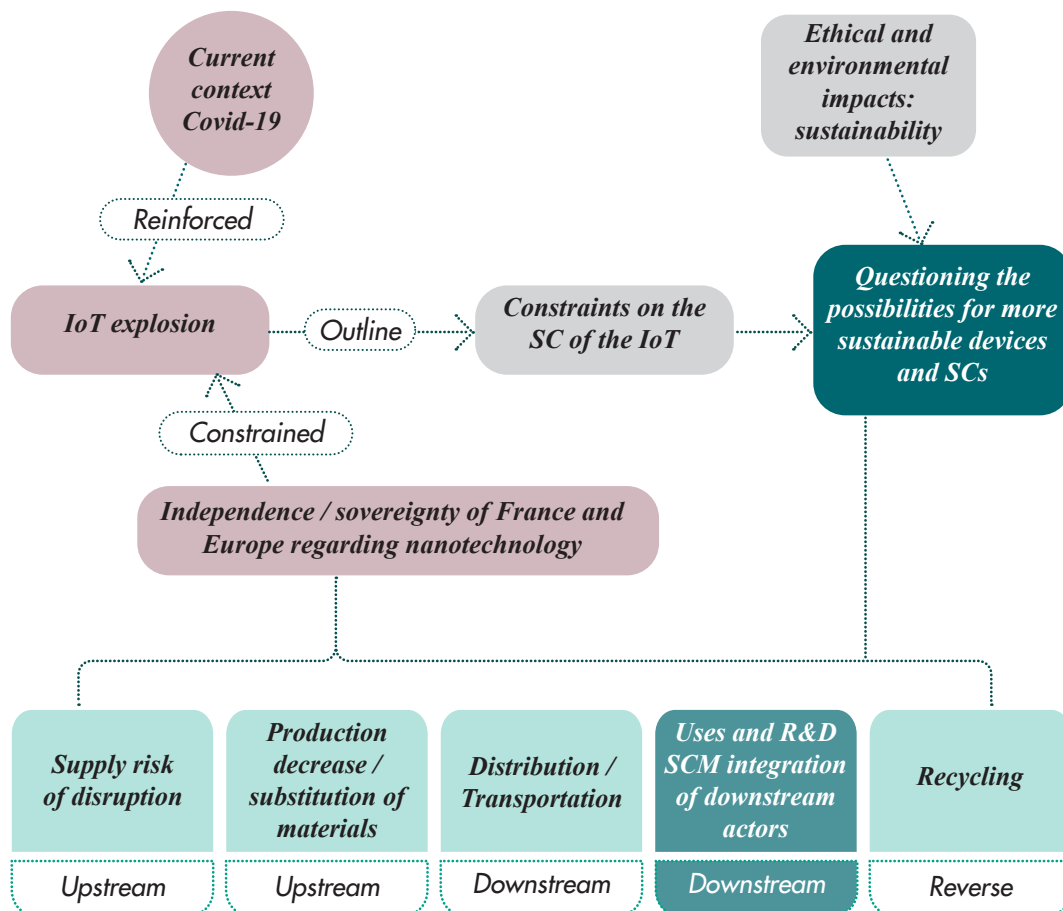 Current
context
Covid-19
Ethical and
environmental
impacts:
sustainability
Reinforced
IoT explosion
Outline
Constraints on the
SC of the IoT
Questioning the
possibilities for more
sustainable devices
and SCs
Constrained
Independence / sovereignty of France and
Europe regarding nanotechnology
Supply risk
of disruption
Upstream
Production
decrease /
substitution of
materials
Upstream
Distribution /
Transportation
Downstream
Uses and R&D
SCM integration
of downstream
actors
Downstream
Recycling
Reverse